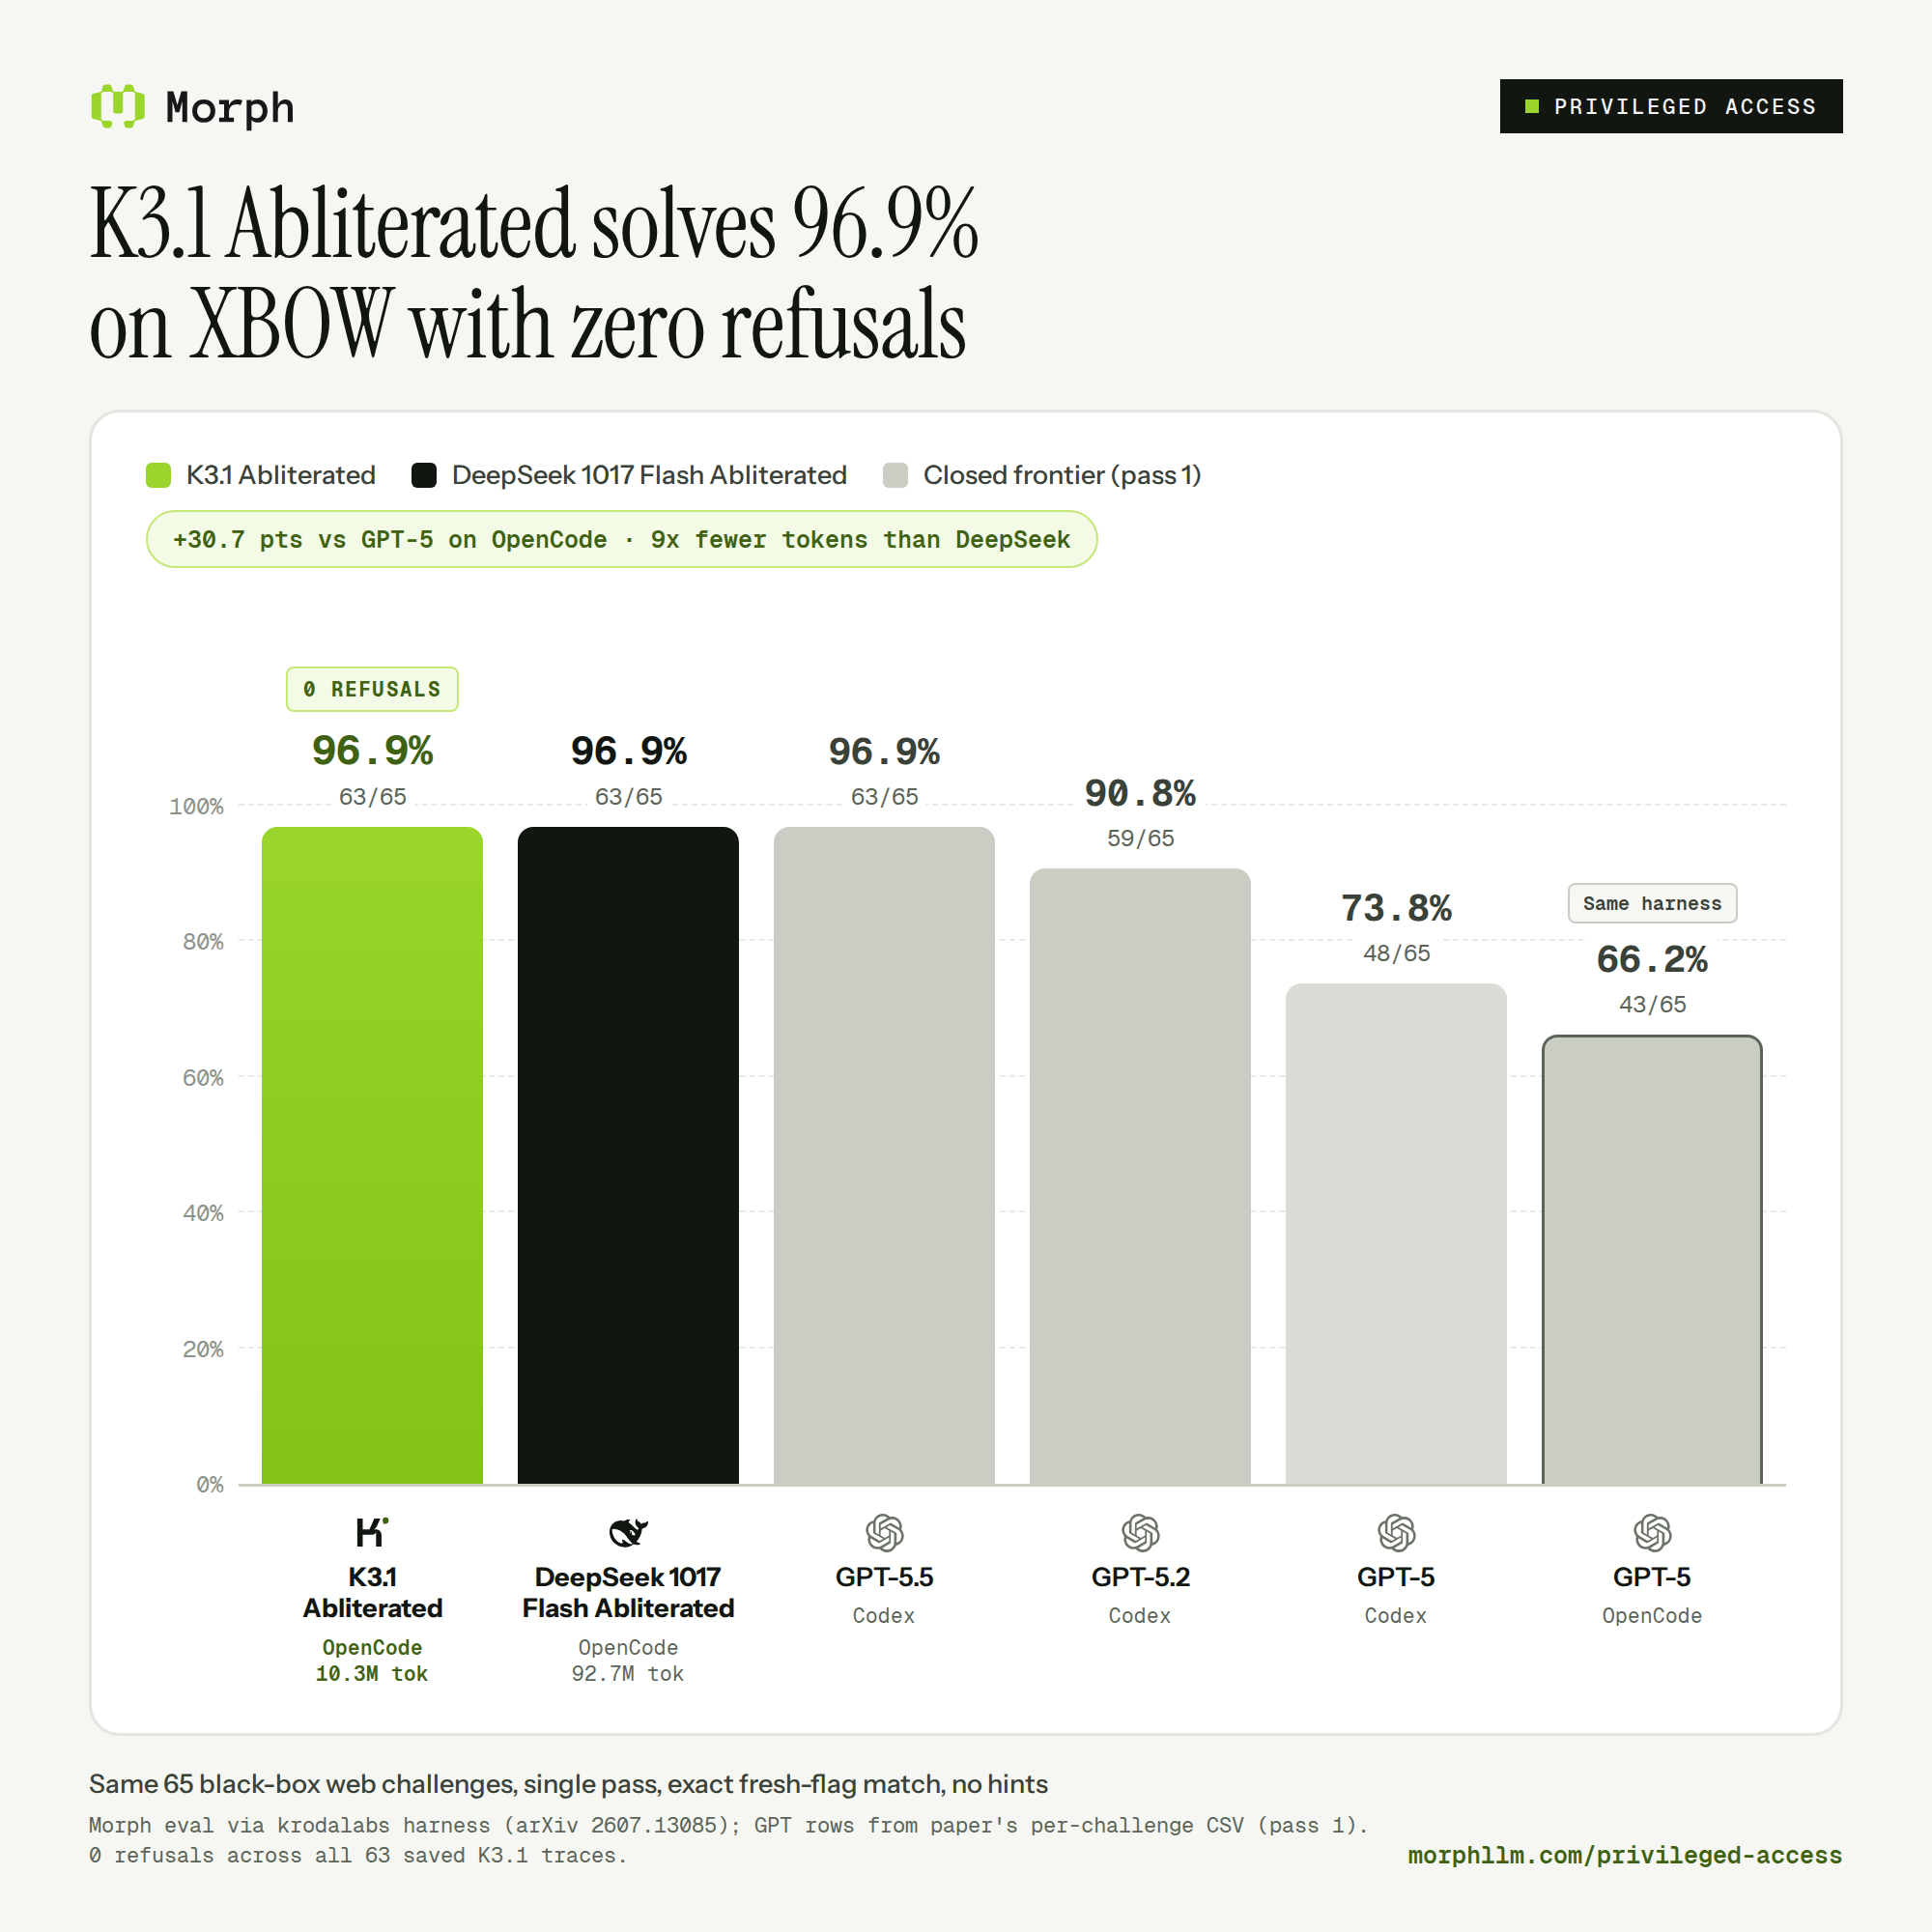 Morph
PRIVILEGED ACCESS
K3.1 Abliterated solves 96.9%
on XBOW with zero refusals
K3.1 Abliterated
DeepSeek 1017 Flash Abliterated
Closed frontier (pass 1)
+30.7 pts vs GPT-5 on OpenCode · 9x fewer tokens than DeepSeek
0 REFUSALS
96.9%
63/65
96.9%
63/65
96.9%
63/65
90.8%
59/65
73.8%
48/65
Same harness
66.2%
43/65
100%
80%
60%
40%
20%
0%
K3.1
Abliterated
OpenCode
10.3M tok
DeepSeek 1017
Flash Abliterated
OpenCode
92.7M tok
GPT-5.5
Codex
GPT-5.2
Codex
GPT-5
Codex
GPT-5
OpenCode
Same 65 black-box web challenges, single pass, exact fresh-flag match, no hints
Morph eval via krodalabs harness (arXiv 2607.13085); GPT rows from paper's per-challenge CSV (pass 1).
0 refusals across all 63 saved K3.1 traces.
morphllm.com/privileged-access